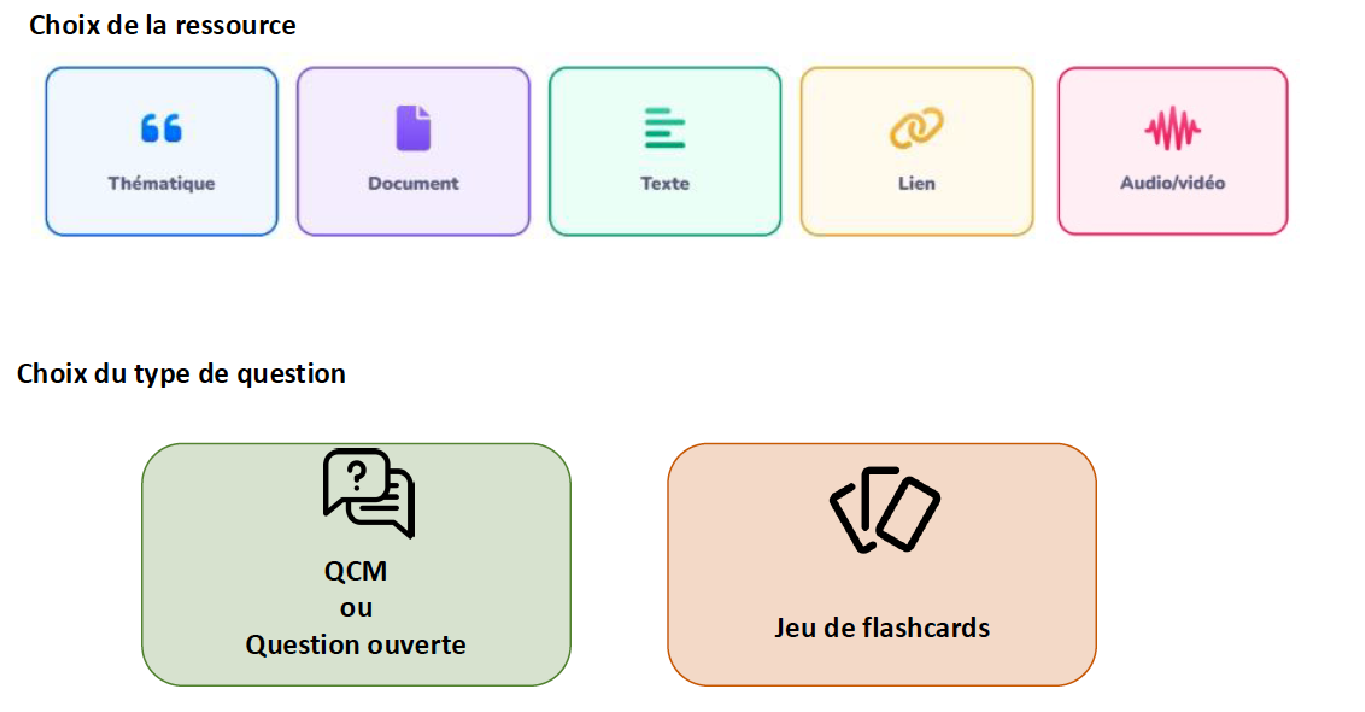 Choix de la ressource
Thématique
Document
Texte
Lien
Audio/vidéo
Choix du type de question
?
QCM
ou
Question ouverte
Jeu de flashcards